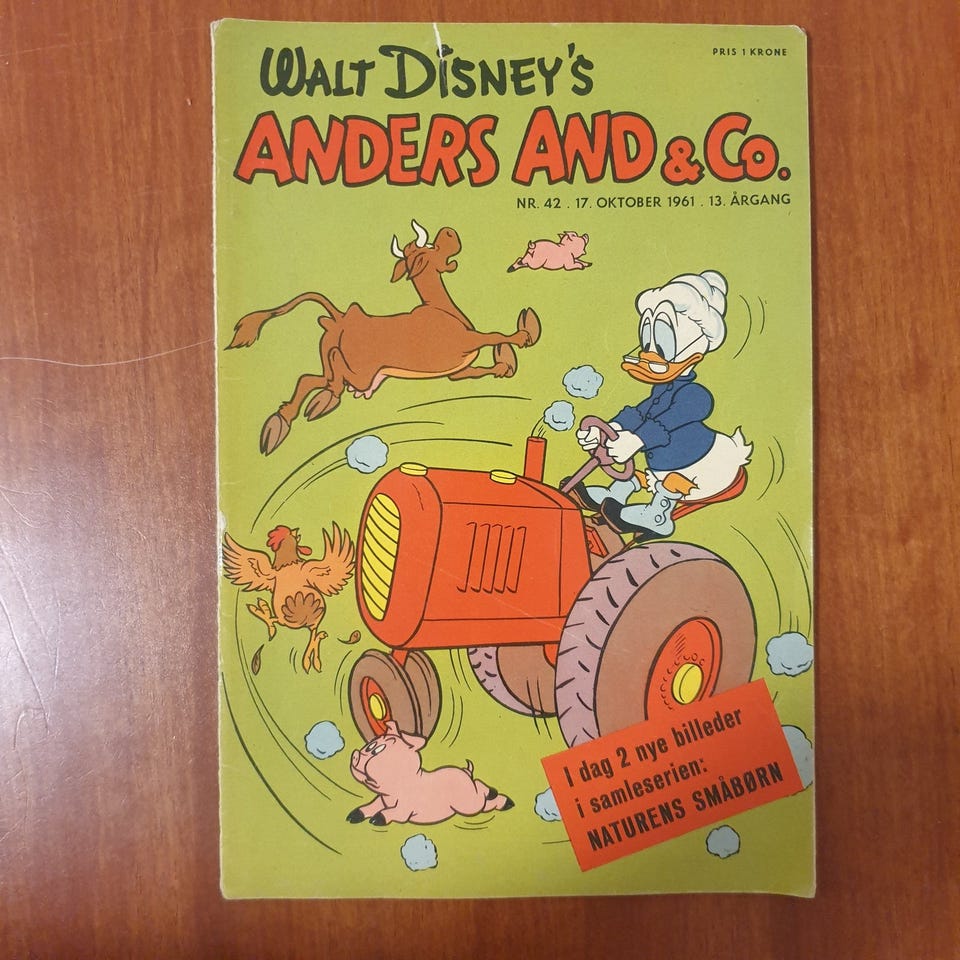 PRIS 1 KRONE
WALT DISNEY'S
ANDERS AND & Co.
NR. 42 . 17. OKTOBER 1961 . 13. ÅRGANG
I dag 2 nye billeder
i samleserien:
NATURENS SMÅBØRN